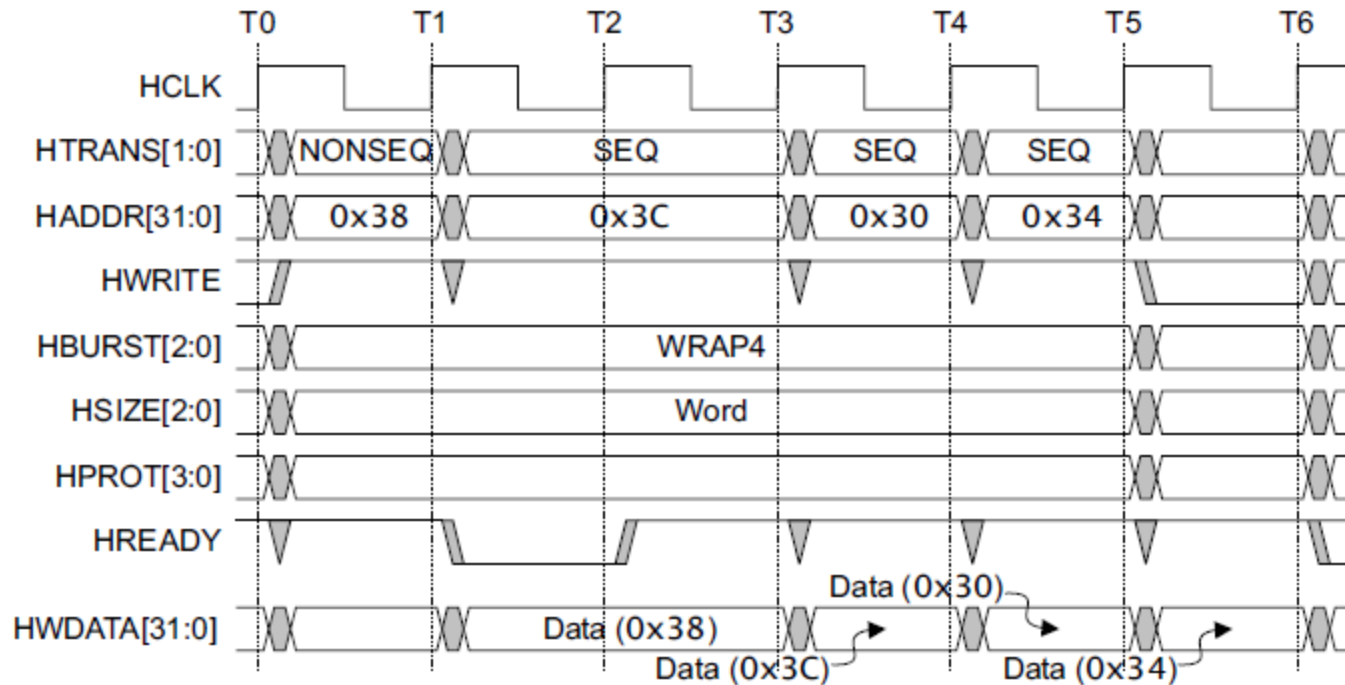 T0 T1 T2 T3 T4 T5 T6
HCLK
HTRANS[1:0] NONSEQ SEQ SEQ SEQ
HADDR[31:0] 0x38 0x3C 0x30 0x34
HWRITE
HBURST[2:0] WRAP4
HSIZE[2:0] Word
HPROT[3:0]
HREADY
Data (0x30)
HWDATA[31:0] Data (0x38)
Data (0x3C) Data (0x34)